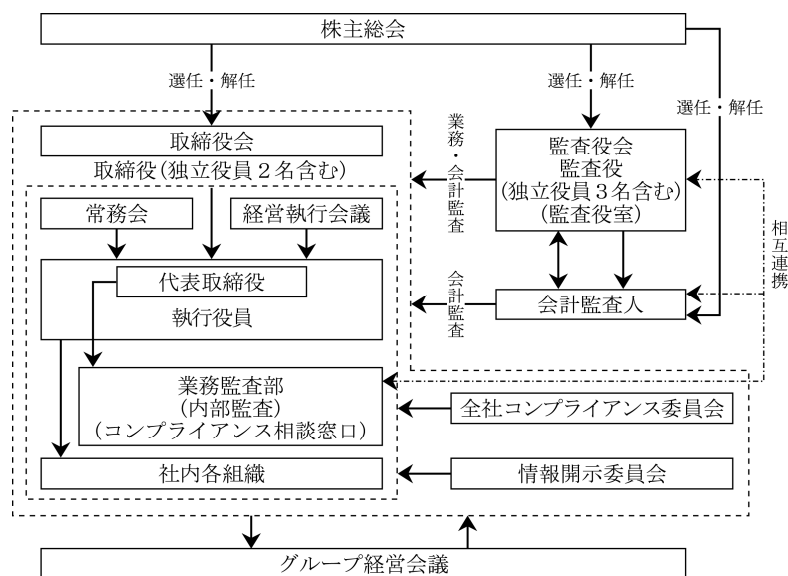 株主総会
選任・解任
選任・解任
選任・解任
取締役会
取締役（独立役員２名含む）
業務・会計監査
監査役会
監査役
（独立役員３名含む）
（監査役室）
常務会
経営執行会議
相互連携
代表取締役
執行役員
会計監査
会計監査人
業務監査部
（内部監査）
（コンプライアンス相談窓口）
全社コンプライアンス委員会
社内各組織
情報開示委員会
グループ経営会議